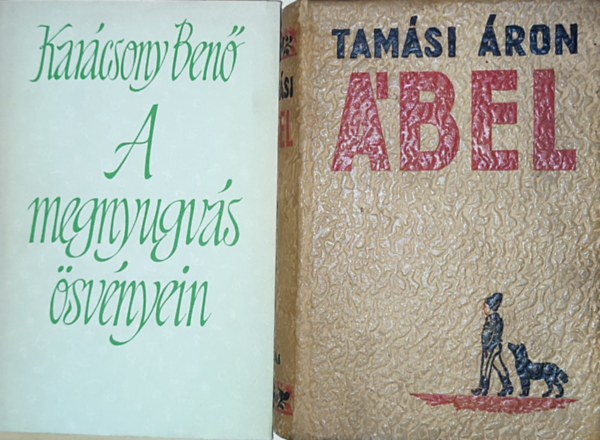 Karácsony Benő
A
megnyugvás
ösvényein
TAMÁSI ÁRON
ÁBEL